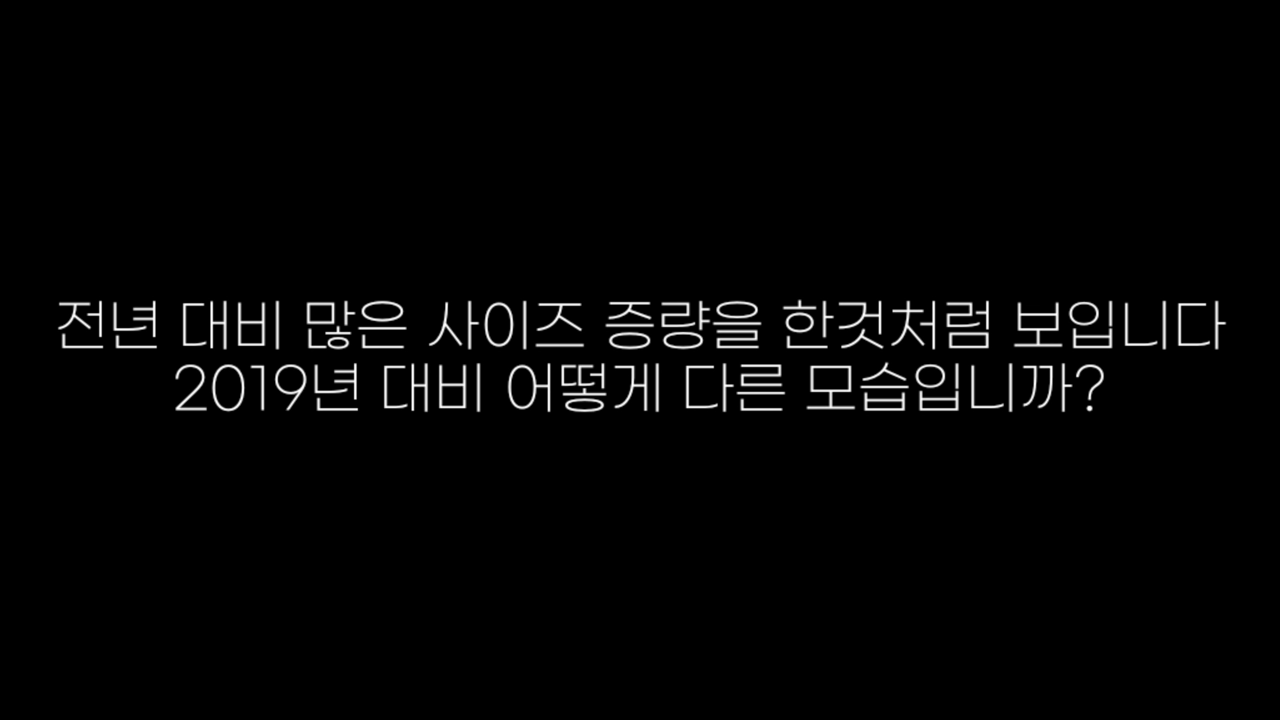 전년 대비 많은 사이즈 증량을 한것처럼 보입니다
2019년 대비 어떻게 다른 모습입니까?